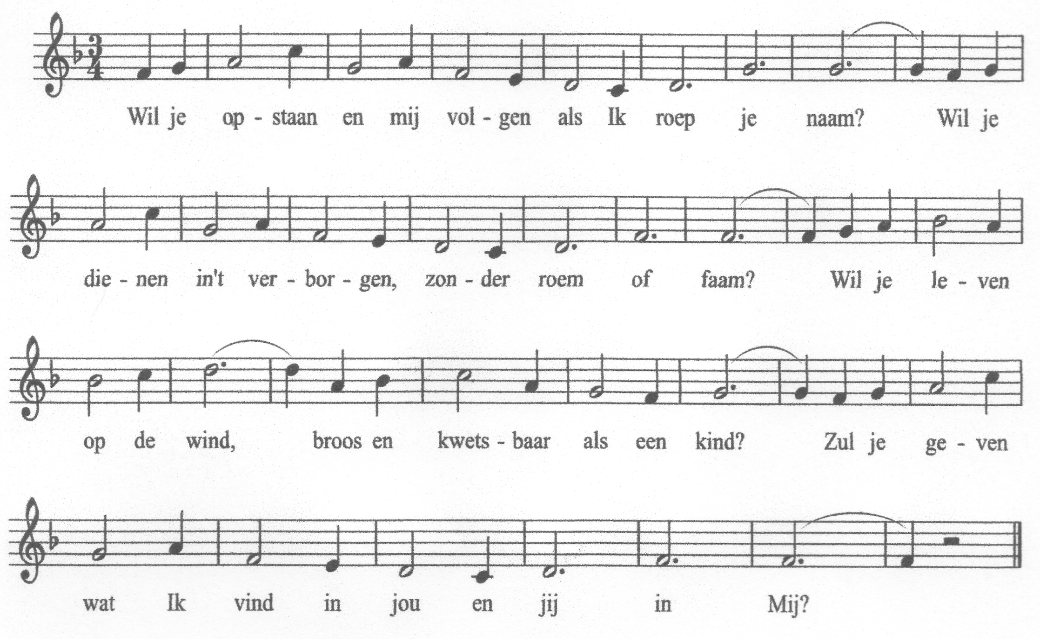 3
4
Wil je op - staan en mij vol - gen als Ik roep je naam? Wil je
die - nen in't ver - bor - gen, zon - der roem of faam? Wil je le - ven
op de wind, broos en kwets - baar als een kind? Zul je ge - ven
wat Ik vind in jou en jij in Mij?